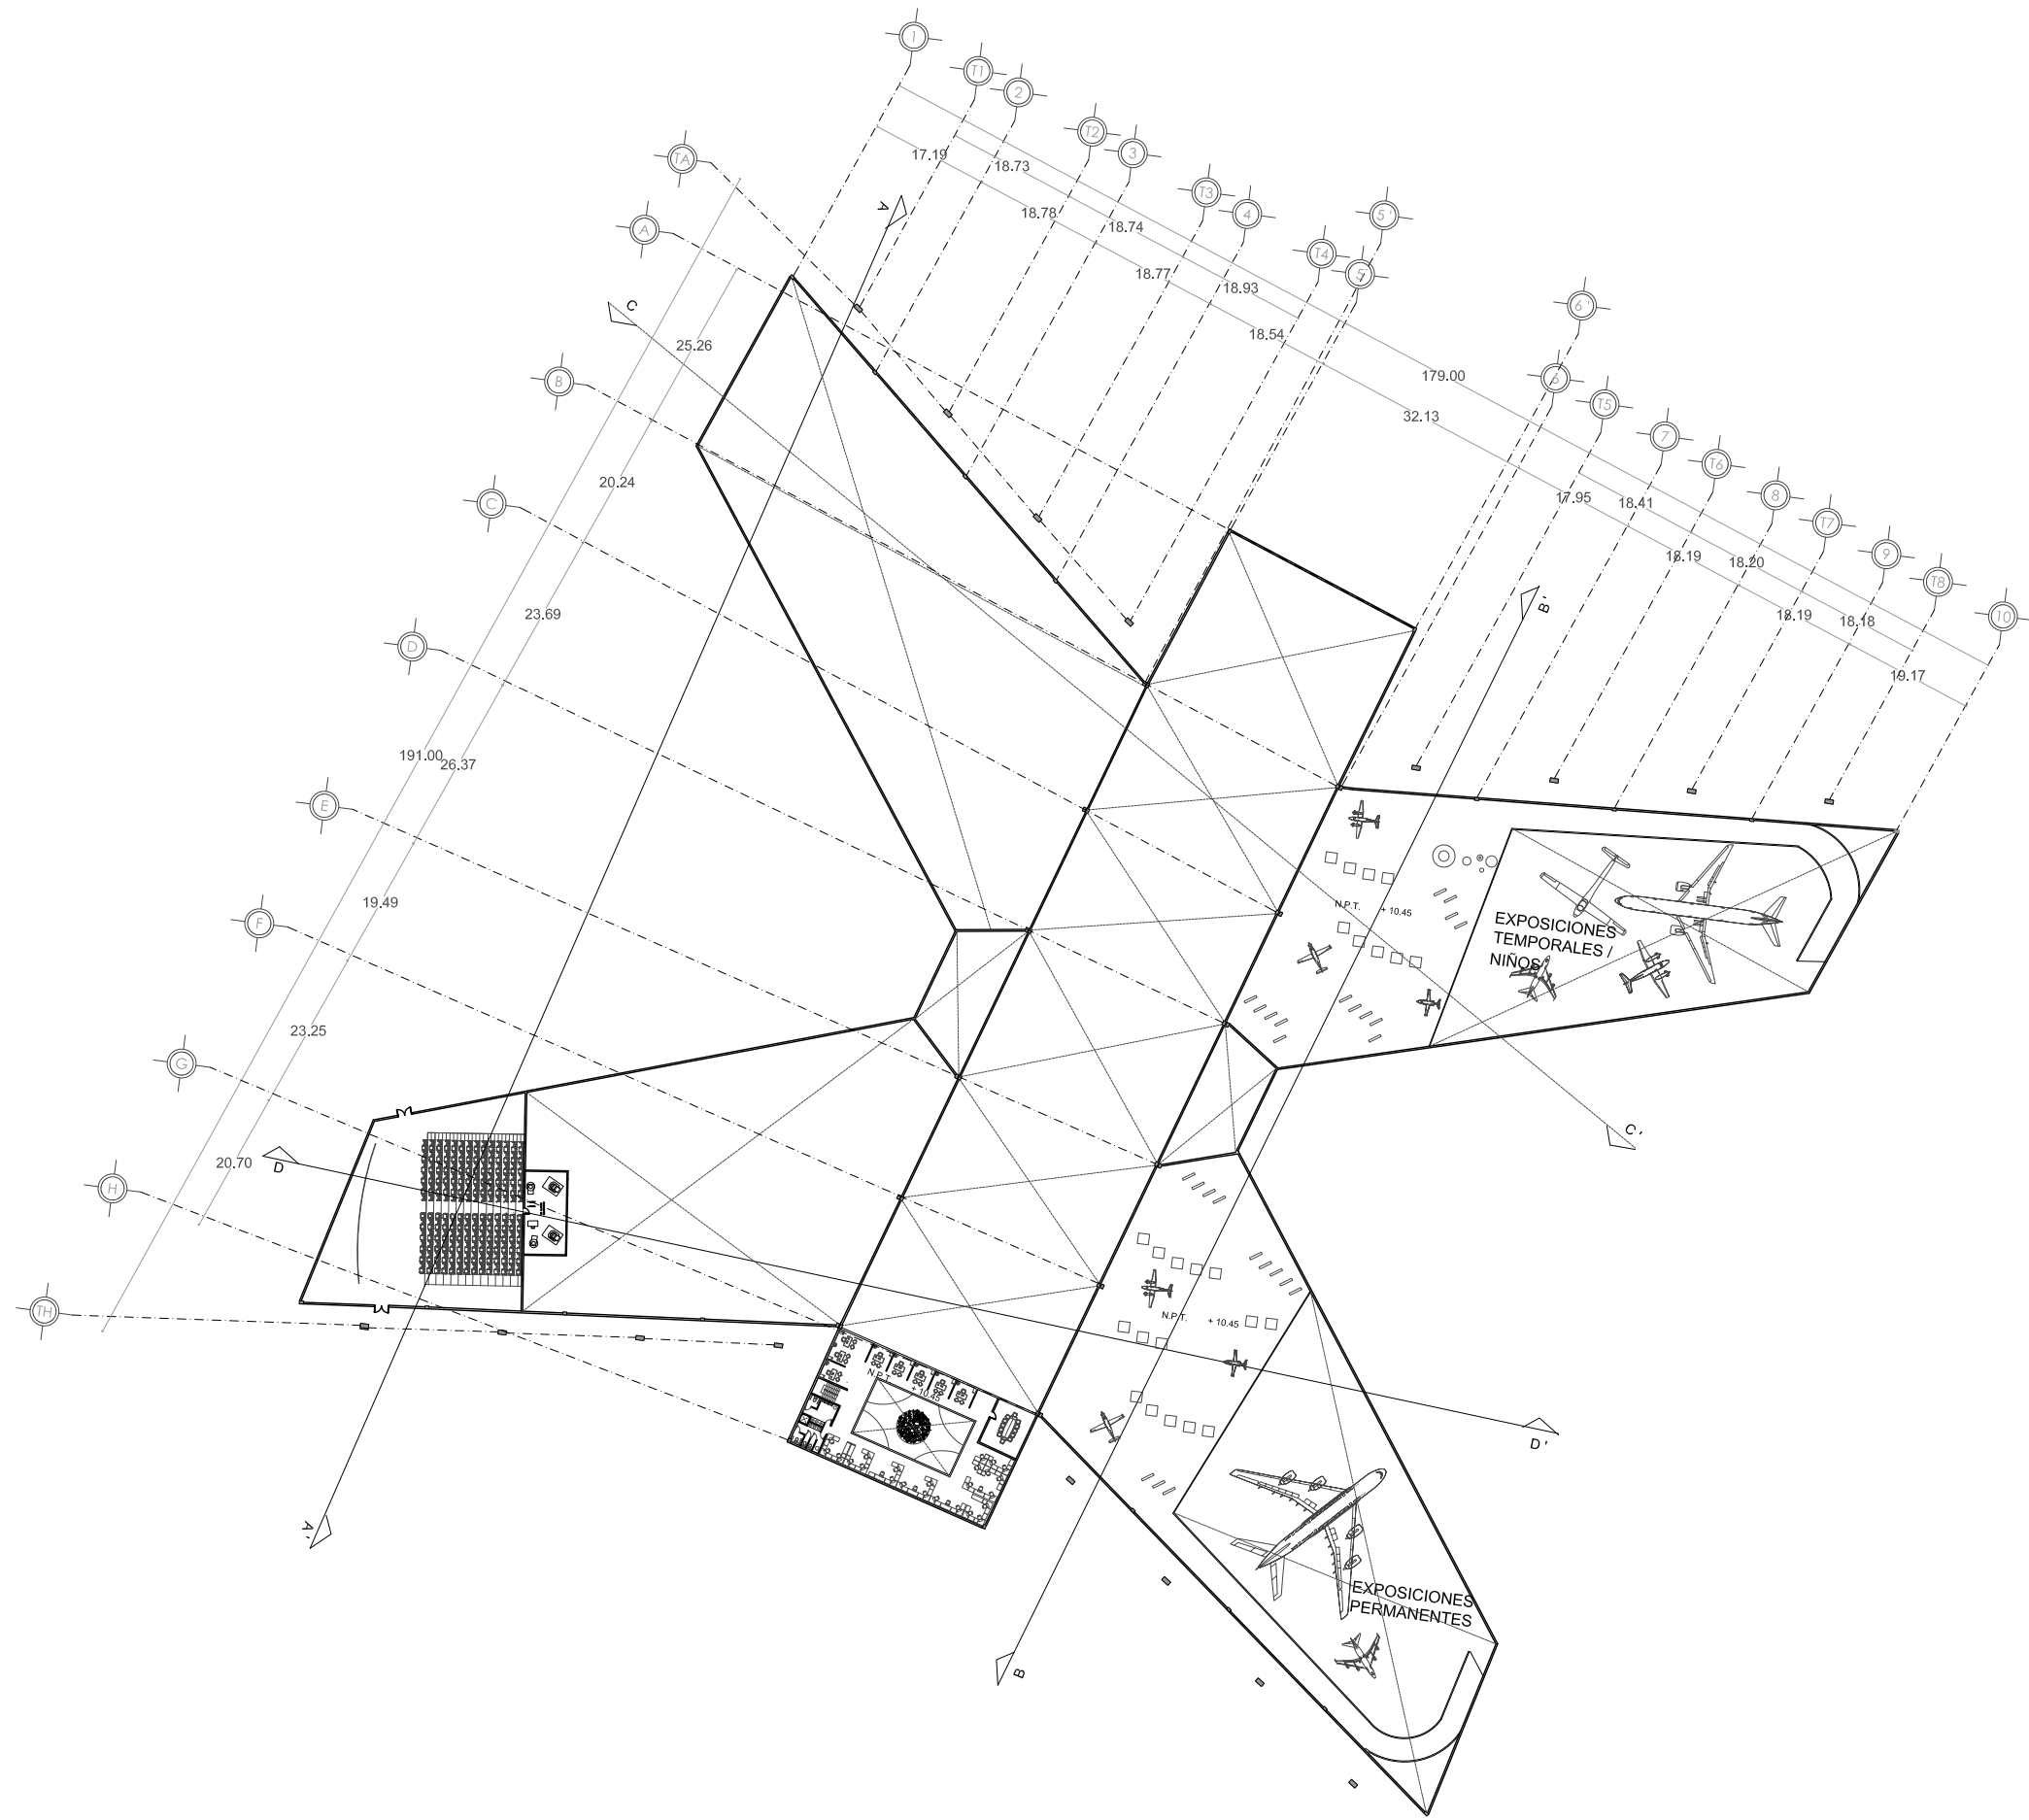 1
T1
2
T2
3
T3
4
T4
5'
5
6'
6
T5
7
T6
8
T7
9
T8
10
TA
A
B
C
D
E
F
G
H
TH
17.19
18.73
18.78
18.74
18.77
18.93
18.54
179.00
32.13
17.95
18.41
18.19
18.20
18.19
18.18
19.17
25.26
20.24
23.69
191.00
26.37
19.49
23.25
20.70
A
C
B'
C'
D
D'
A'
B
N.P.T. + 10.45
EXPOSICIONES
TEMPORALES /
NIÑOS
N.P.T. + 10.45
N.P.T. + 10.45
EXPOSICIONES
PERMANENTES